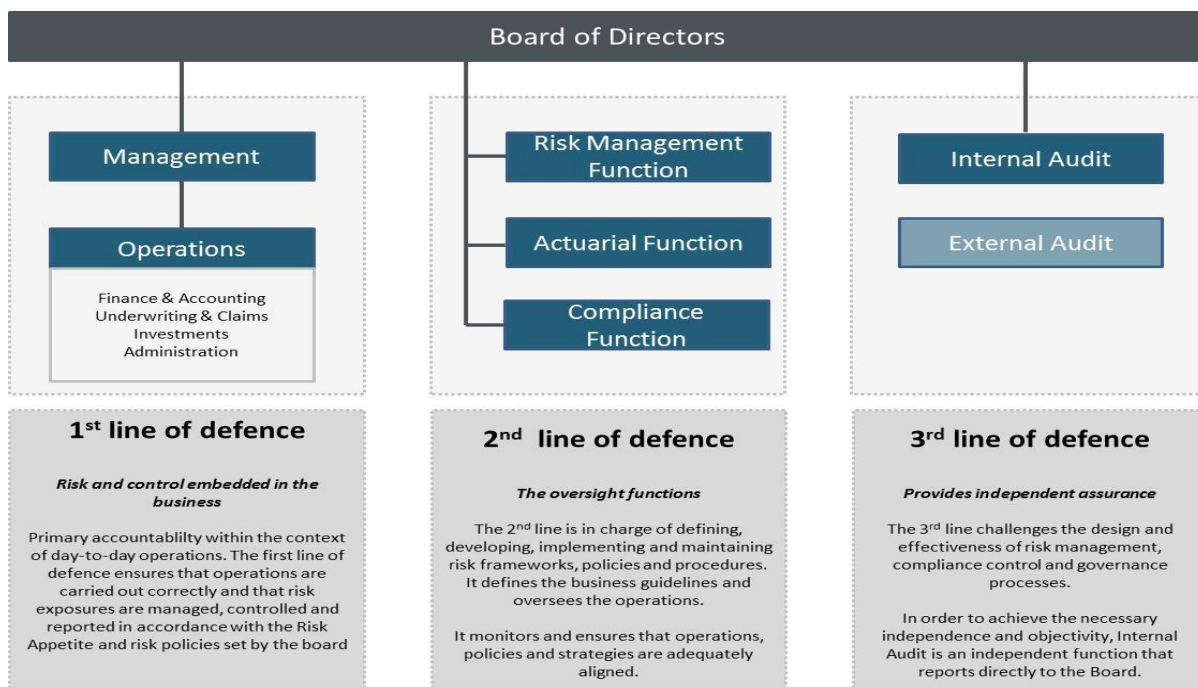 Board of Directors
Management
Operations
Finance & Accounting
Underwriting & Claims
Investments
Administration
Risk Management
Function
Actuarial Function
Compliance
Function
Internal Audit
External Audit
1st line of defence
Risk and control embedded in the
business
Primary accountablilty within the context
of day-to-day operations. The first line of
defence ensures that operations are
carried out correctly and that risk
exposures are managed, controlled and
reported in accordance with the Risk
Appetite and risk policies set by the board
2nd line of defence
The oversight functions
The 2nd line is in charge of defining,
developing, implementing and maintaining
risk frameworks, policies and procedures.
It defines the business guidelines and
oversees the operations.
It monitors and ensures that operations,
policies and strategies are adequately
aligned.
3rd line of defence
Provides independent assurance
The 3rd line challenges the design and
effectiveness of risk management,
compliance control and governance
processes.
In order to achieve the necessary
independence and objectivity, Internal
Audit is an independent function that
reports directly to the Board.